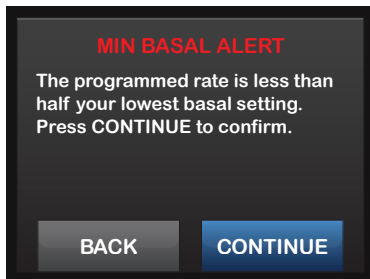 MIN BASAL ALERT
The programmed rate is less than
half your lowest basal setting.
Press CONTINUE to confirm.
BACK
CONTINUE